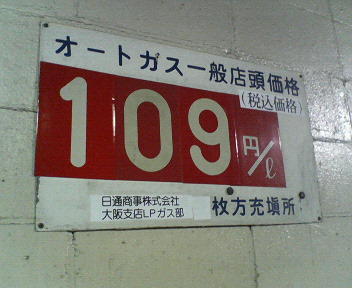 オートガス一般店頭価格
(税込価格)
109円/ℓ
日通商事株式会社
大阪支店LPガス部
枚方充塡所